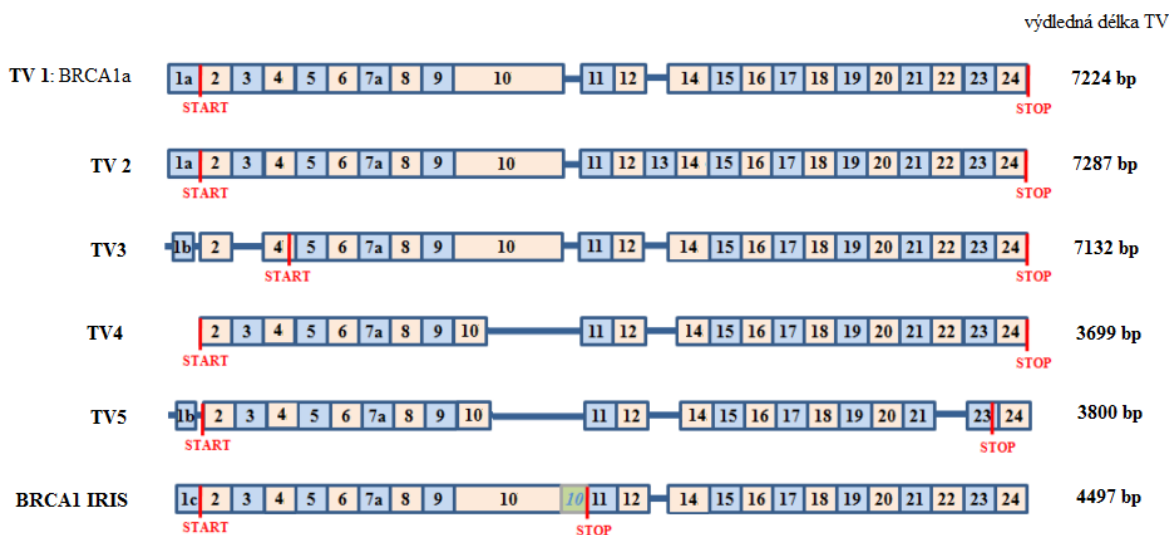 výdledná délka TV
TV 1: BRCA1a 1a 2 3 4 5 6 7a 8 9 10 11 12 14 15 16 17 18 19 20 21 22 23 24 7224 bp
START STOP
TV 2 1a 2 3 4 5 6 7a 8 9 10 11 12 13 14 15 16 17 18 19 20 21 22 23 24 7287 bp
START STOP
TV3 1b 2 4 5 6 7a 8 9 10 11 12 14 15 16 17 18 19 20 21 22 23 24 7132 bp
START STOP
TV4 2 3 4 5 6 7a 8 9 10 11 12 14 15 16 17 18 19 20 21 22 23 24 3699 bp
START STOP
TV5 1b 2 3 4 5 6 7a 8 9 10 11 12 14 15 16 17 18 19 20 21 23 24 3800 bp
START STOP
BRCA1 IRIS 1c 2 3 4 5 6 7a 8 9 10 10 11 12 14 15 16 17 18 19 20 21 22 23 24 4497 bp
START STOP